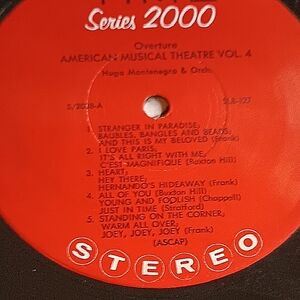 Series 2000
Overture
AMERICAN MUSICAL THEATRE VOL. 4
Hugo Montenegro & Orch.
S/2028-A SLB-127
1. STRANGER IN PARADISE,
BAUBLES, BANGLES AND BEADS,
AND THIS IS MY BELOVED (Frank)
2. I LOVE PARIS,
IT'S ALL RIGHT WITH ME,
C'EST MAGNIFIQUE (Buxton Hill)
3. HEART,
HEY THERE,
HERNANDO'S HIDEAWAY (Frank)
4. ALL OF YOU (Buxton Hill)
YOUNG AND FOOLISH (Chappell)
JUST IN TIME (Stratford)
5. STANDING ON THE CORNER,
WARM ALL OVER,
JOEY, JOEY, JOEY (Frank)
(ASCAP)
STEREO